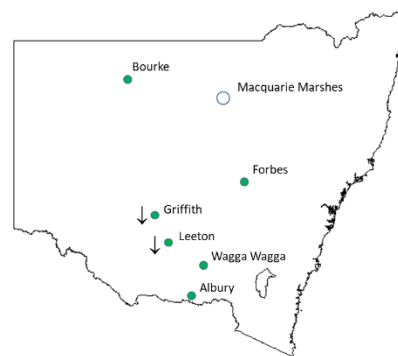 Bourke
Macquarie Marshes
Forbes
Griffith
Leeton
Wagga Wagga
Albury